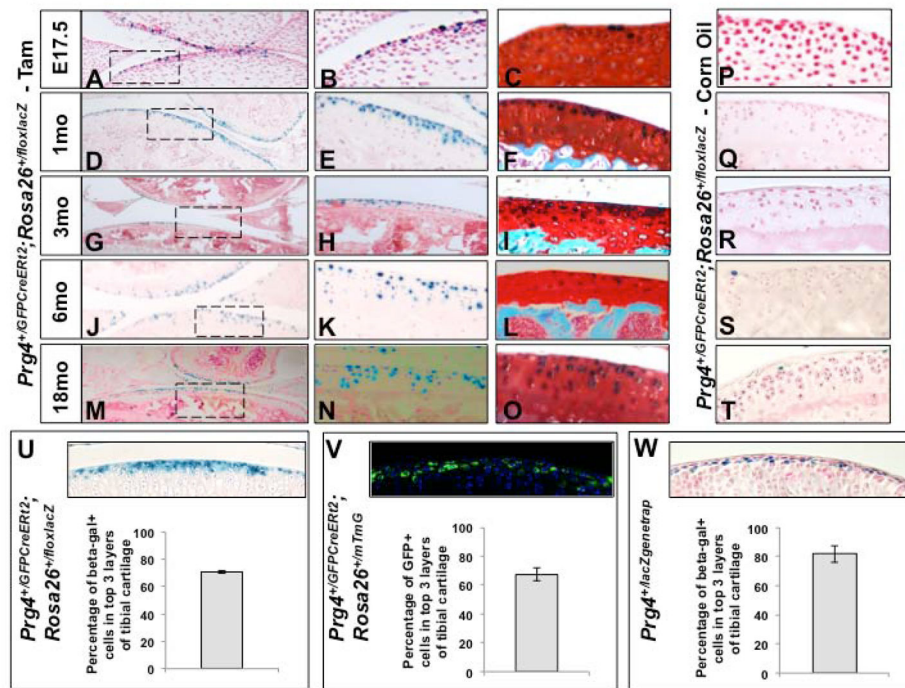 Prg4+/GFPCreERt2;Rosa26+/floxlacZ - Tam
E17.5
A
B
C
1mo
D
E
F
3mo
G
H
I
6mo
J
K
L
18mo
M
N
O
Prg4+/GFPCreERt2;Rosa26+/floxlacZ - Corn Oil
P
Q
R
S
T
U
Prg4+/GFPCreERt2;
Rosa26+/floxlacZ
Percentage of beta-gal+
cells in top 3 layers
of tibial cartilage
100
80
60
40
20
0
V
Prg4+/GFPCreERt2;
Rosa26+/mTmG
Percentage of GFP+
cells in top 3 layers
of tibial cartilage
100
80
60
40
20
0
W
Prg4+/lacZgenetrap
Percentage of beta-gal+
cells in top 3 layers
of tibial cartilage
100
80
60
40
20
0